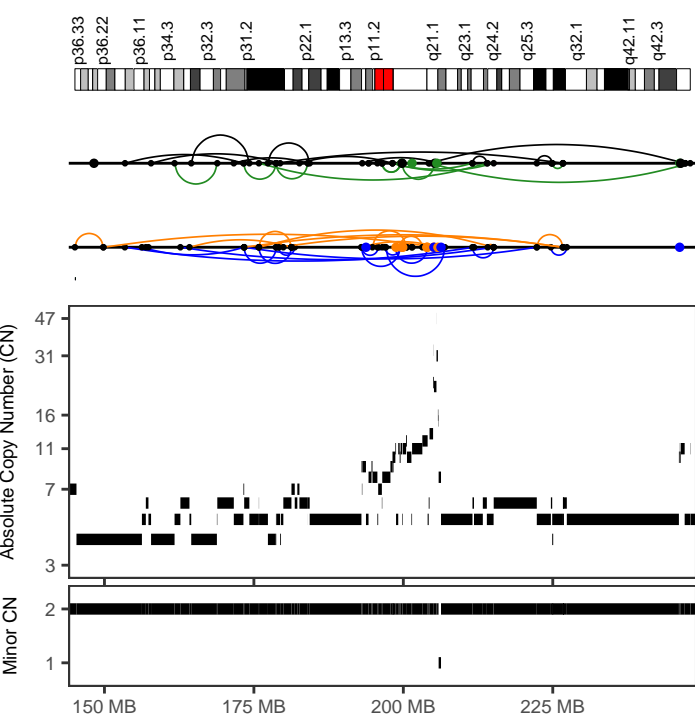 p36.33
p36.22
p36.11
p34.3
p32.3
p31.2
p22.1
p13.3
p11.2
q21.1
q23.1
q24.2
q25.3
q32.1
q42.11
q42.3
Absolute Copy Number (CN)
47
31
16
11
7
3
Minor CN
2
1
150 MB
175 MB
200 MB
225 MB